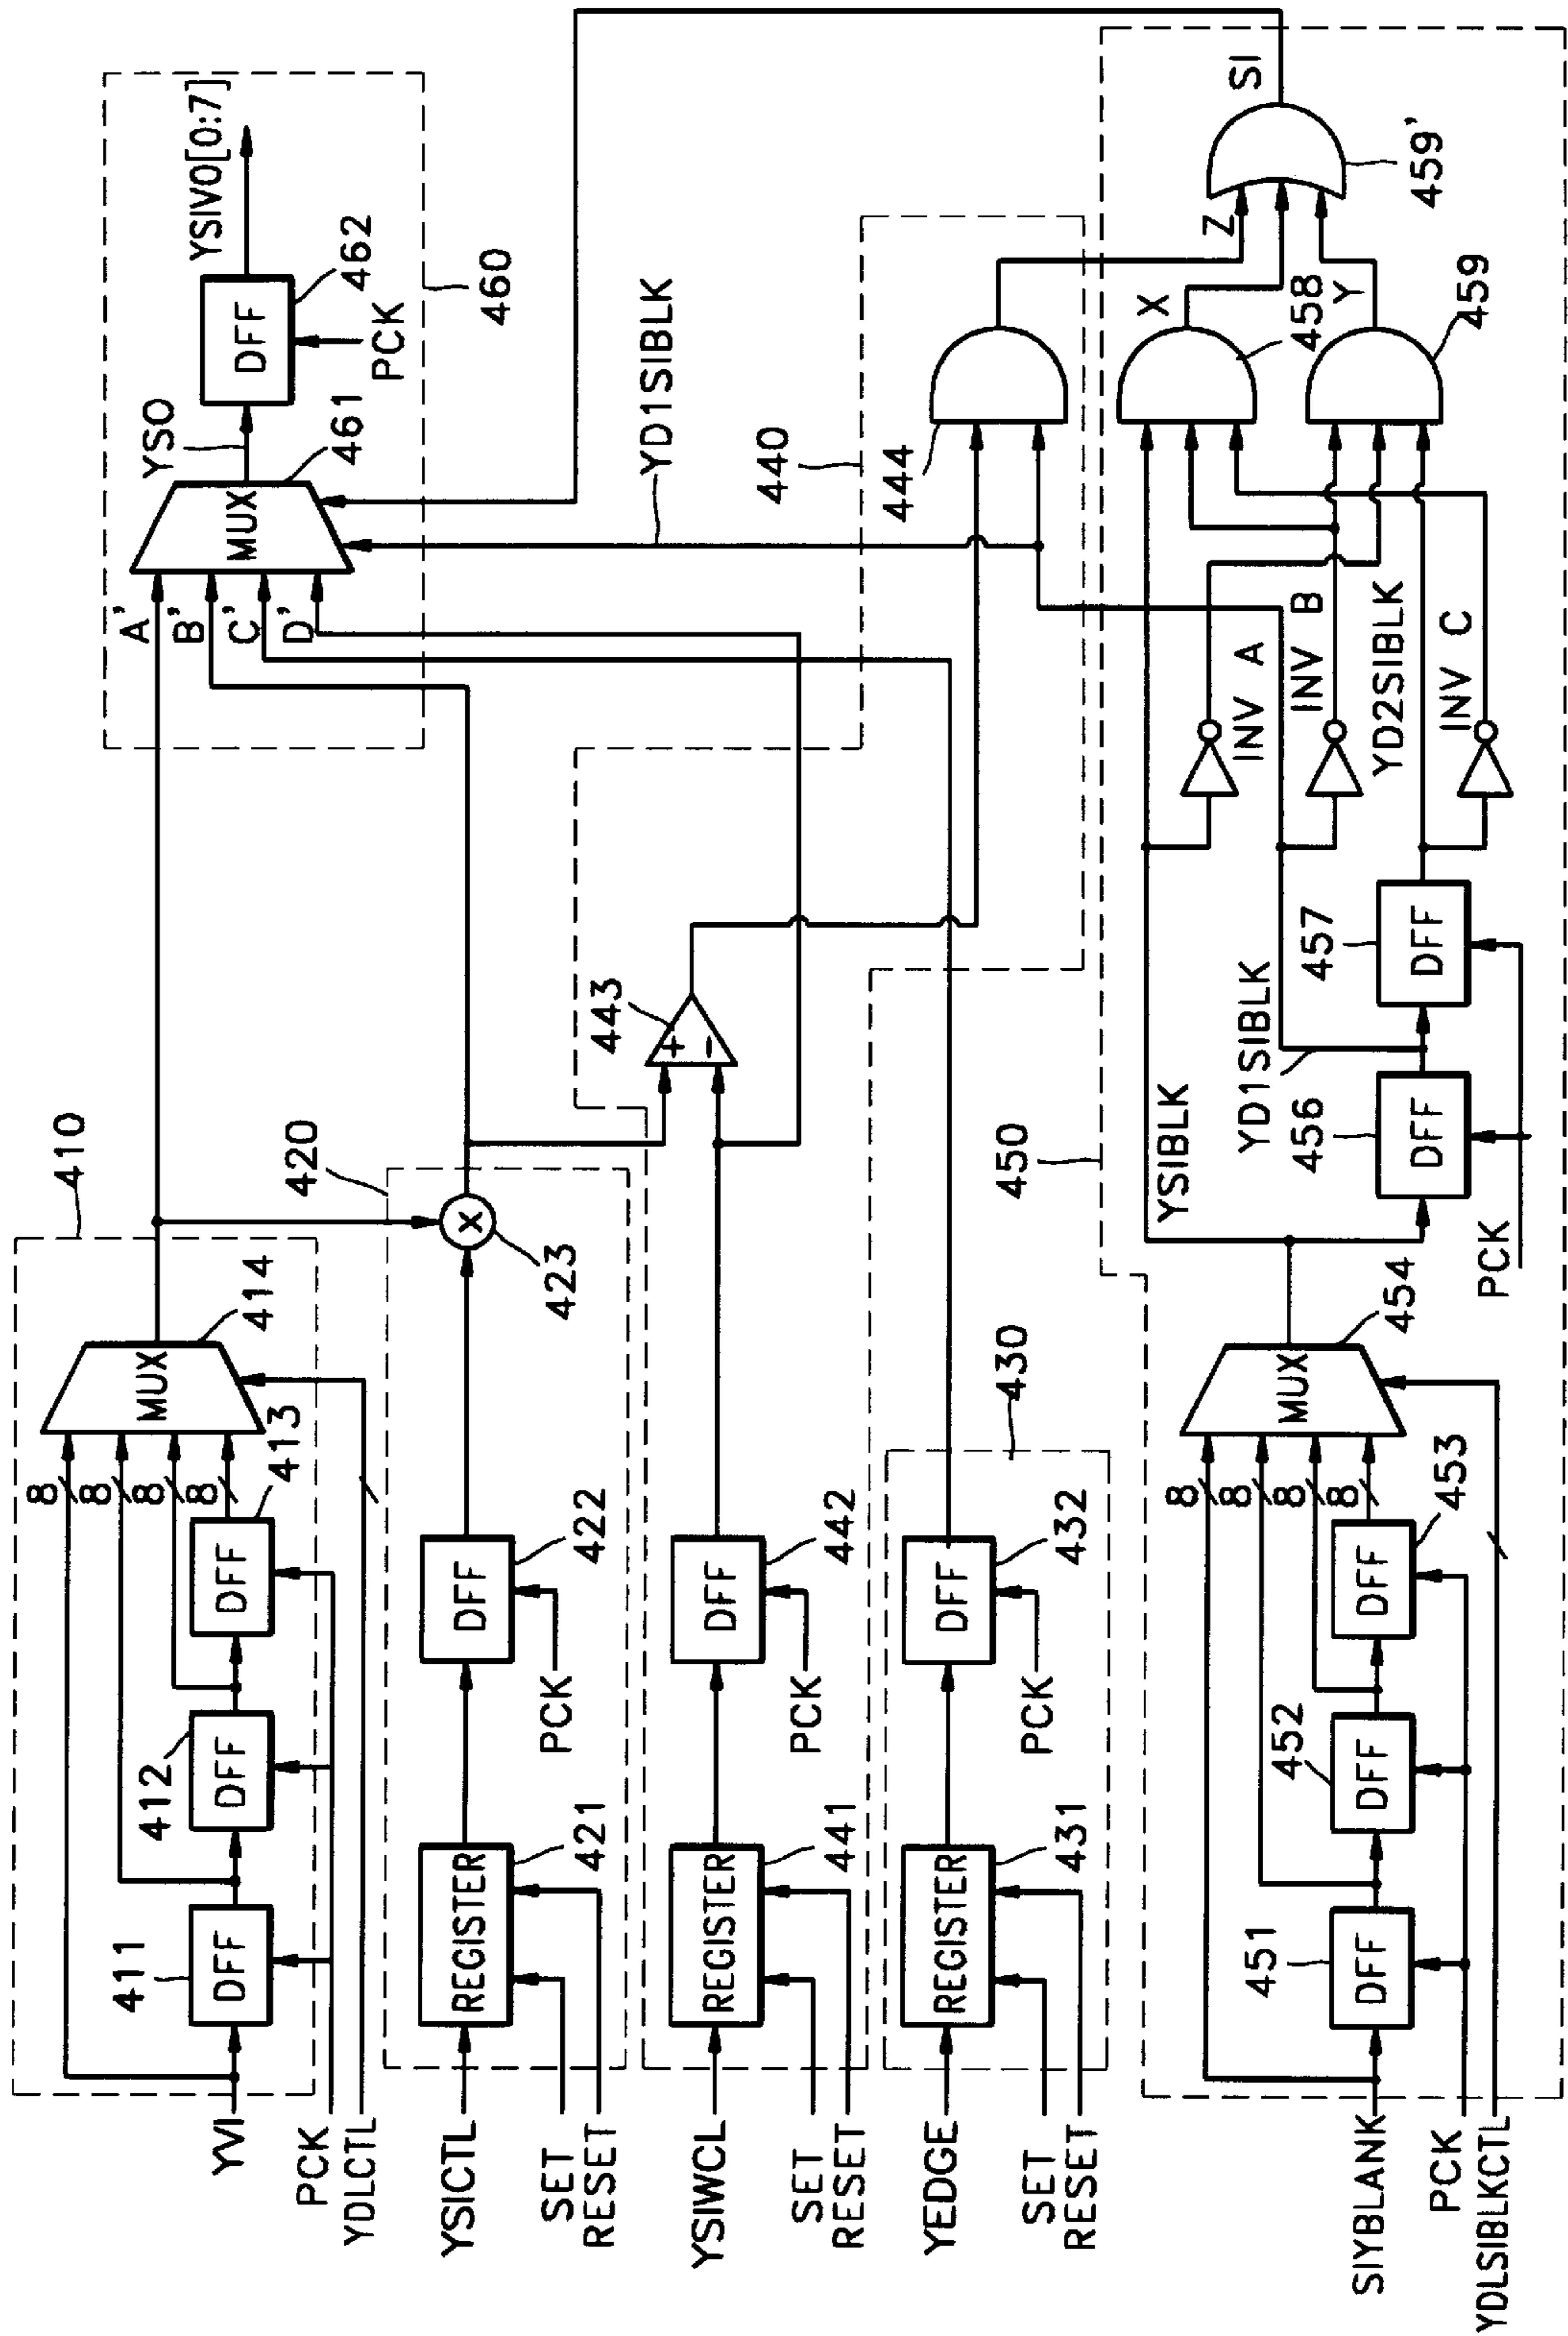 410
YVI
PCK
YDLCTL
411
DFF
412
DFF
413
DFF
8
8
8
8
MUX
414
420
YSICTL
SET
RESET
REGISTER
421
DFF
422
PCK
X
423
YSIWCL
SET
RESET
REGISTER
441
DFF
442
PCK
443
+
−
440
444
YEDGE
SET
RESET
REGISTER
431
DFF
432
PCK
430
A'
B'
C'
D'
MUX
461
YSO
DFF
462
PCK
YSIVO[0:7]
460
YD1SIBLK
450
SIYBLANK
PCK
YDLSIBLKCTL
451
DFF
452
DFF
453
DFF
8
8
8
8
MUX
454
YSIBLK
PCK
456
DFF
YD1SIBLK
457
DFF
INV A
INV B
YD2SIBLK
INV C
X
458
Y
459
Z
459'
SI